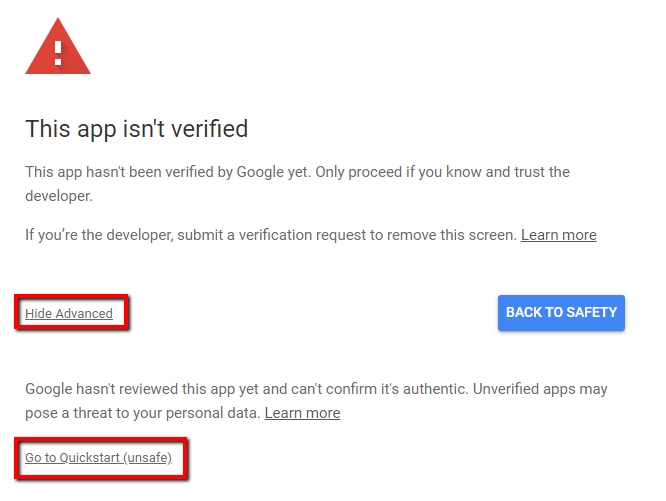 This app isn't verified
This app hasn't been verified by Google yet. Only proceed if you know and trust the
developer.
If you’re the developer, submit a verification request to remove this screen. Learn more
Hide Advanced
BACK TO SAFETY
Google hasn't reviewed this app yet and can't confirm it's authentic. Unverified apps may
pose a threat to your personal data. Learn more
Go to Quickstart (unsafe)